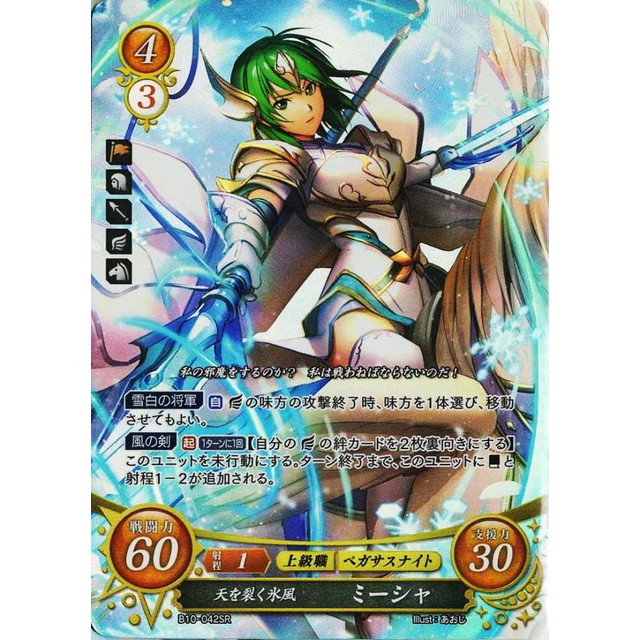 4
3
私の邪魔をするのか? 私は戦わねばならないのだ!
雪白の将軍 自 の味方の攻撃終了時、味方を1体選び、移動
させてもよい。
風の剣 起 1ターンに1回 【自分の の絆カードを2枚裏向きにする】
このユニットを未行動にする。ターン終了まで、このユニットに と
射程1-2が追加される。
戦闘力
60
射程 1 上級職 ペガサスナイト
支援力
30
天を裂く氷風 ミーシャ
B10-042SR Illust:あおじ